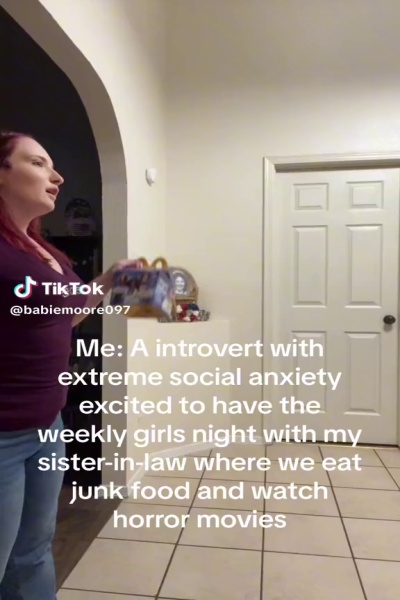 TikTok
@babiemoore097
Me: A introvert with
extreme social anxiety
excited to have the
weekly girls night with my
sister-in-law where we eat
junk food and watch
horror movies